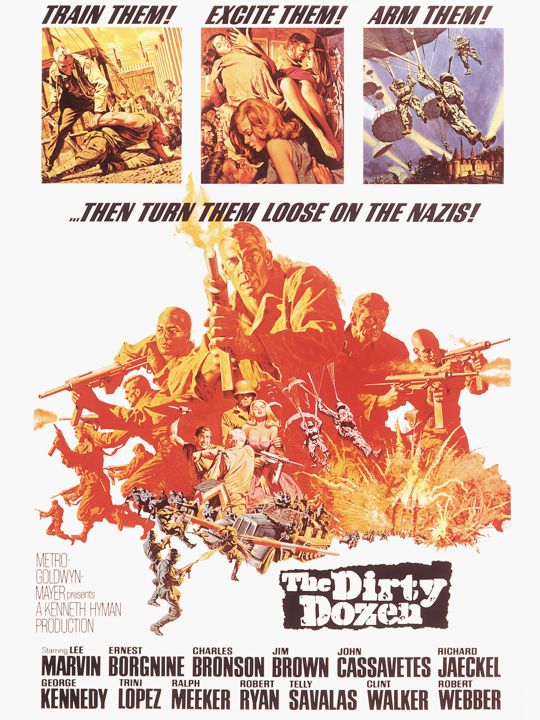 TRAIN THEM! EXCITE THEM! ARM THEM!
...THEN TURN THEM LOOSE ON THE NAZIS!
METRO-
GOLDWYN-
MAYER presents
A KENNETH HYMAN
PRODUCTION
The Dirty
Dozen
Starring LEE MARVIN ERNEST BORGNINE CHARLES BRONSON JIM BROWN JOHN CASSAVETES RICHARD JAECKEL
GEORGE KENNEDY TRINI LOPEZ RALPH MEEKER ROBERT RYAN TELLY SAVALAS CLINT WALKER ROBERT WEBBER